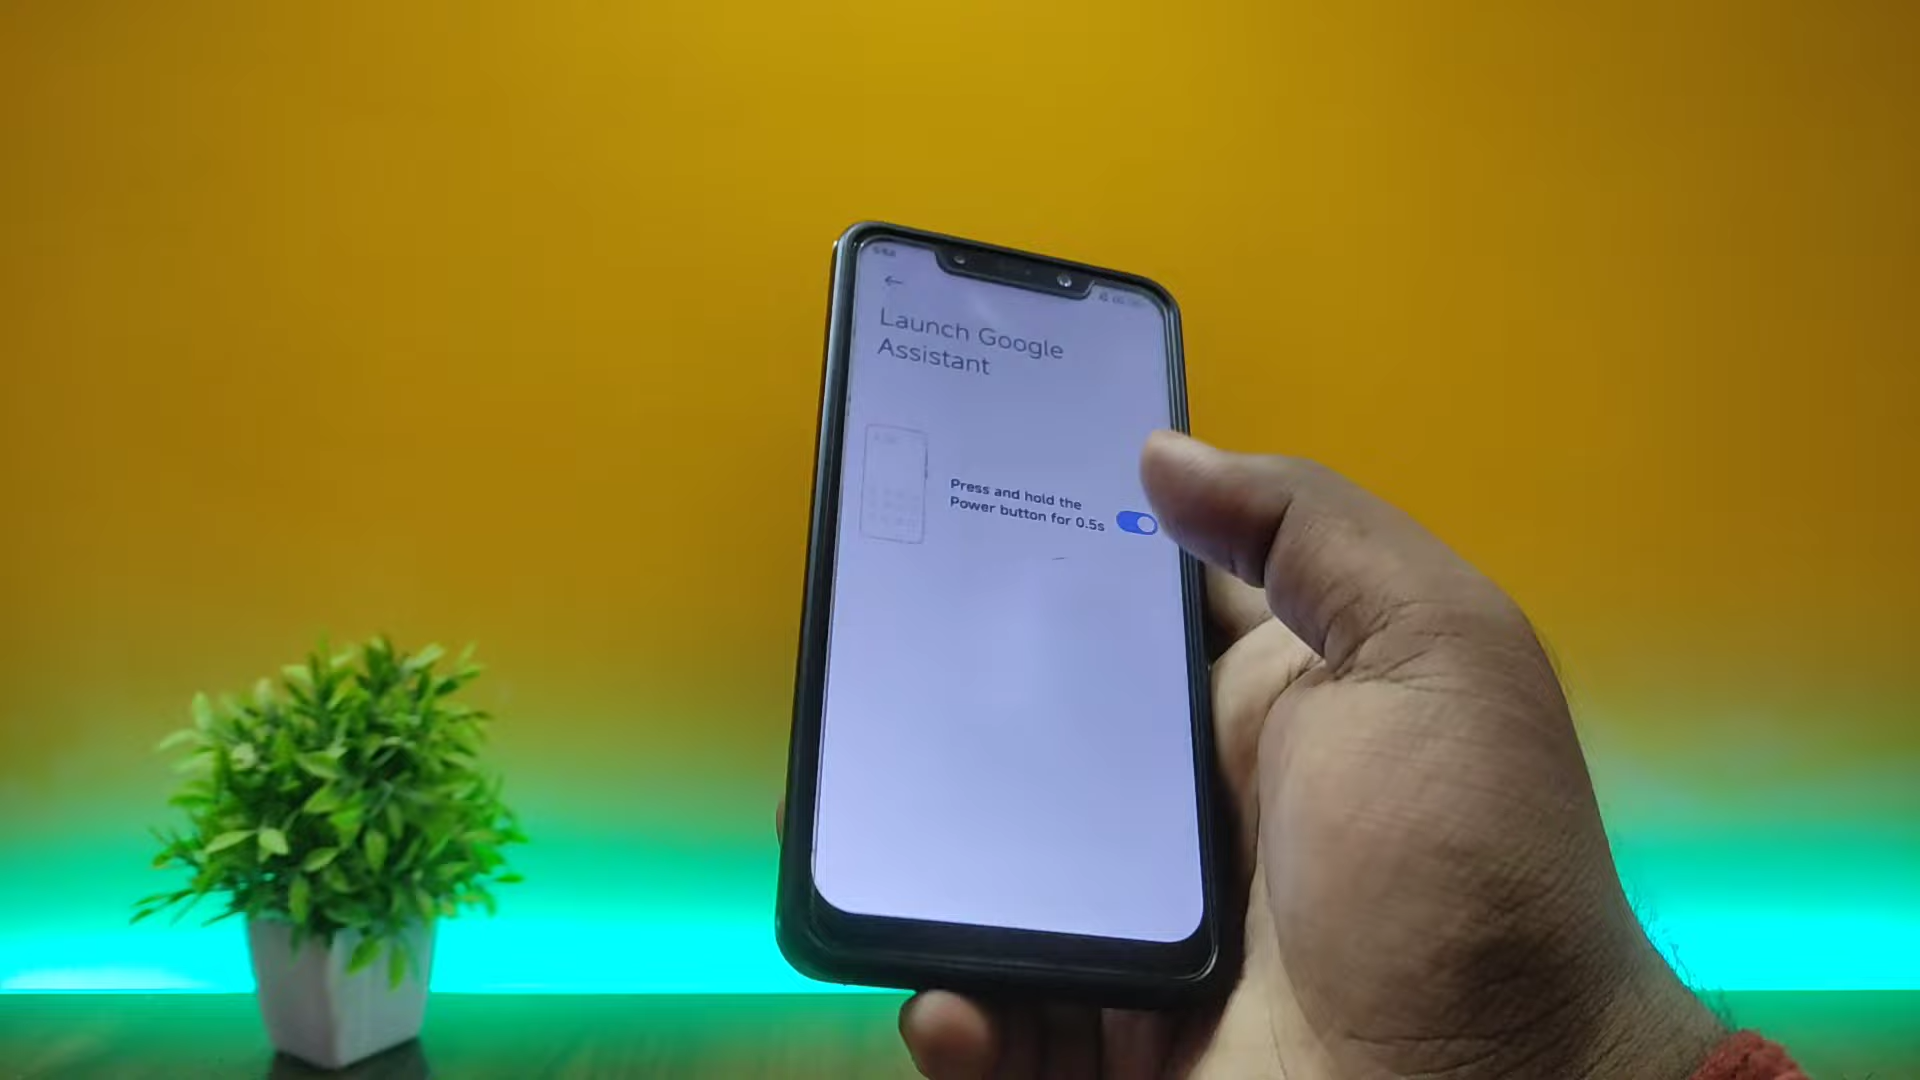 Launch Google
Assistant
Press and hold the
Power button for 0.5s